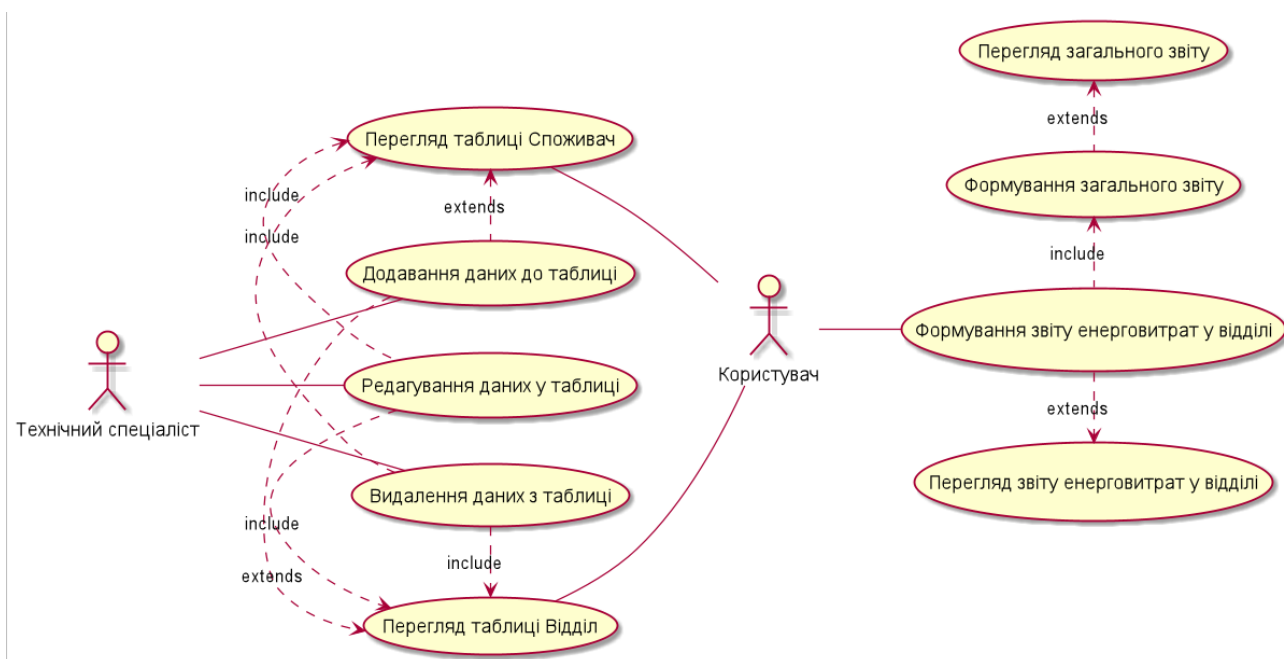 Перегляд загального звіту
extends
Перегляд таблиці Споживач
Формування загального звіту
include
extends
include
include
Додавання даних до таблиці
Формування звіту енерговитрат у відділі
Користувач
Редагування даних у таблиці
extends
Технічний спеціаліст
Видалення даних з таблиці
Перегляд звіту енерговитрат у відділі
include
include
extends
Перегляд таблиці Відділ